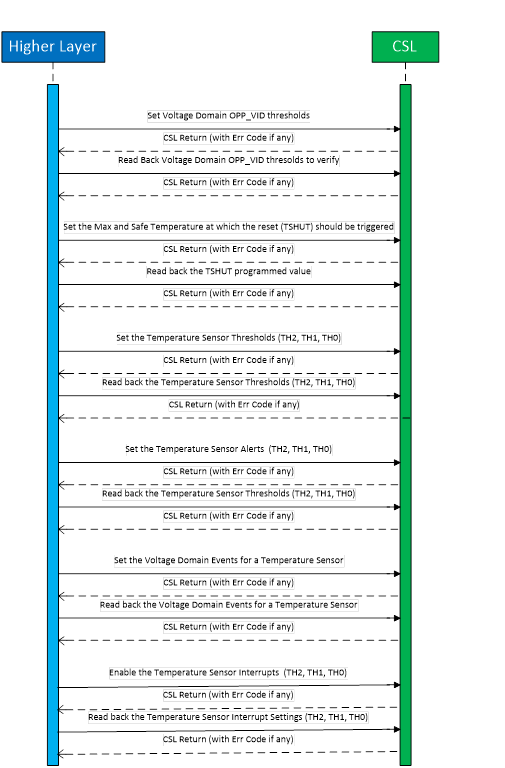 Higher Layer
CSL
Set Voltage Domain OPP_VID thresholds
CSL Return (with Err Code if any)
Read Back Voltage Domain OPP_VID thresolds to verify
CSL Return (with Err Code if any)
Set the Max and Safe Temperature at which the reset (TSHUT) should be triggered
CSL Return (with Err Code if any)
Read back the TSHUT programmed value
CSL Return (with Err Code if any)
Set the Temperature Sensor Thresholds (TH2, TH1, TH0)
CSL Return (with Err Code if any)
Read back the Temperature Sensor Thresholds (TH2, TH1, TH0)
CSL Return (with Err Code if any)
Set the Temperature Sensor Alerts (TH2, TH1, TH0)
CSL Return (with Err Code if any)
Read back the Temperature Sensor Thresholds (TH2, TH1, TH0)
CSL Return (with Err Code if any)
Set the Voltage Domain Events for a Temperature Sensor
CSL Return (with Err Code if any)
Read back the Voltage Domain Events for a Temperature Sensor
CSL Return (with Err Code if any)
Enable the Temperature Sensor Interrupts (TH2, TH1, TH0)
CSL Return (with Err Code if any)
Read back the Temperature Sensor Interrupt Settings (TH2, TH1, TH0)
CSL Return (with Err Code if any)